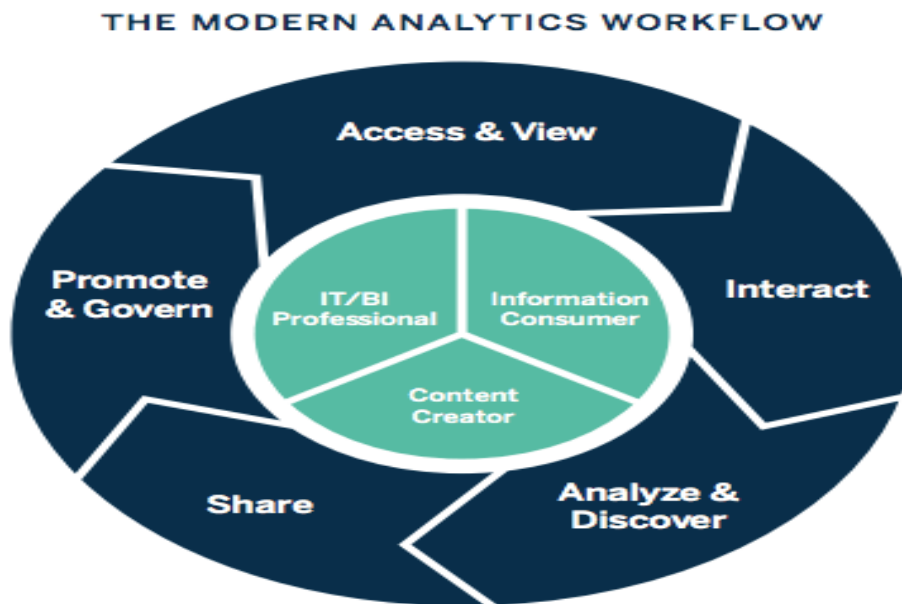 THE MODERN ANALYTICS WORKFLOW
Access & View
Promote
& Govern
Interact
IT/BI
Professional
Information
Consumer
Content
Creator
Share
Analyze &
Discover